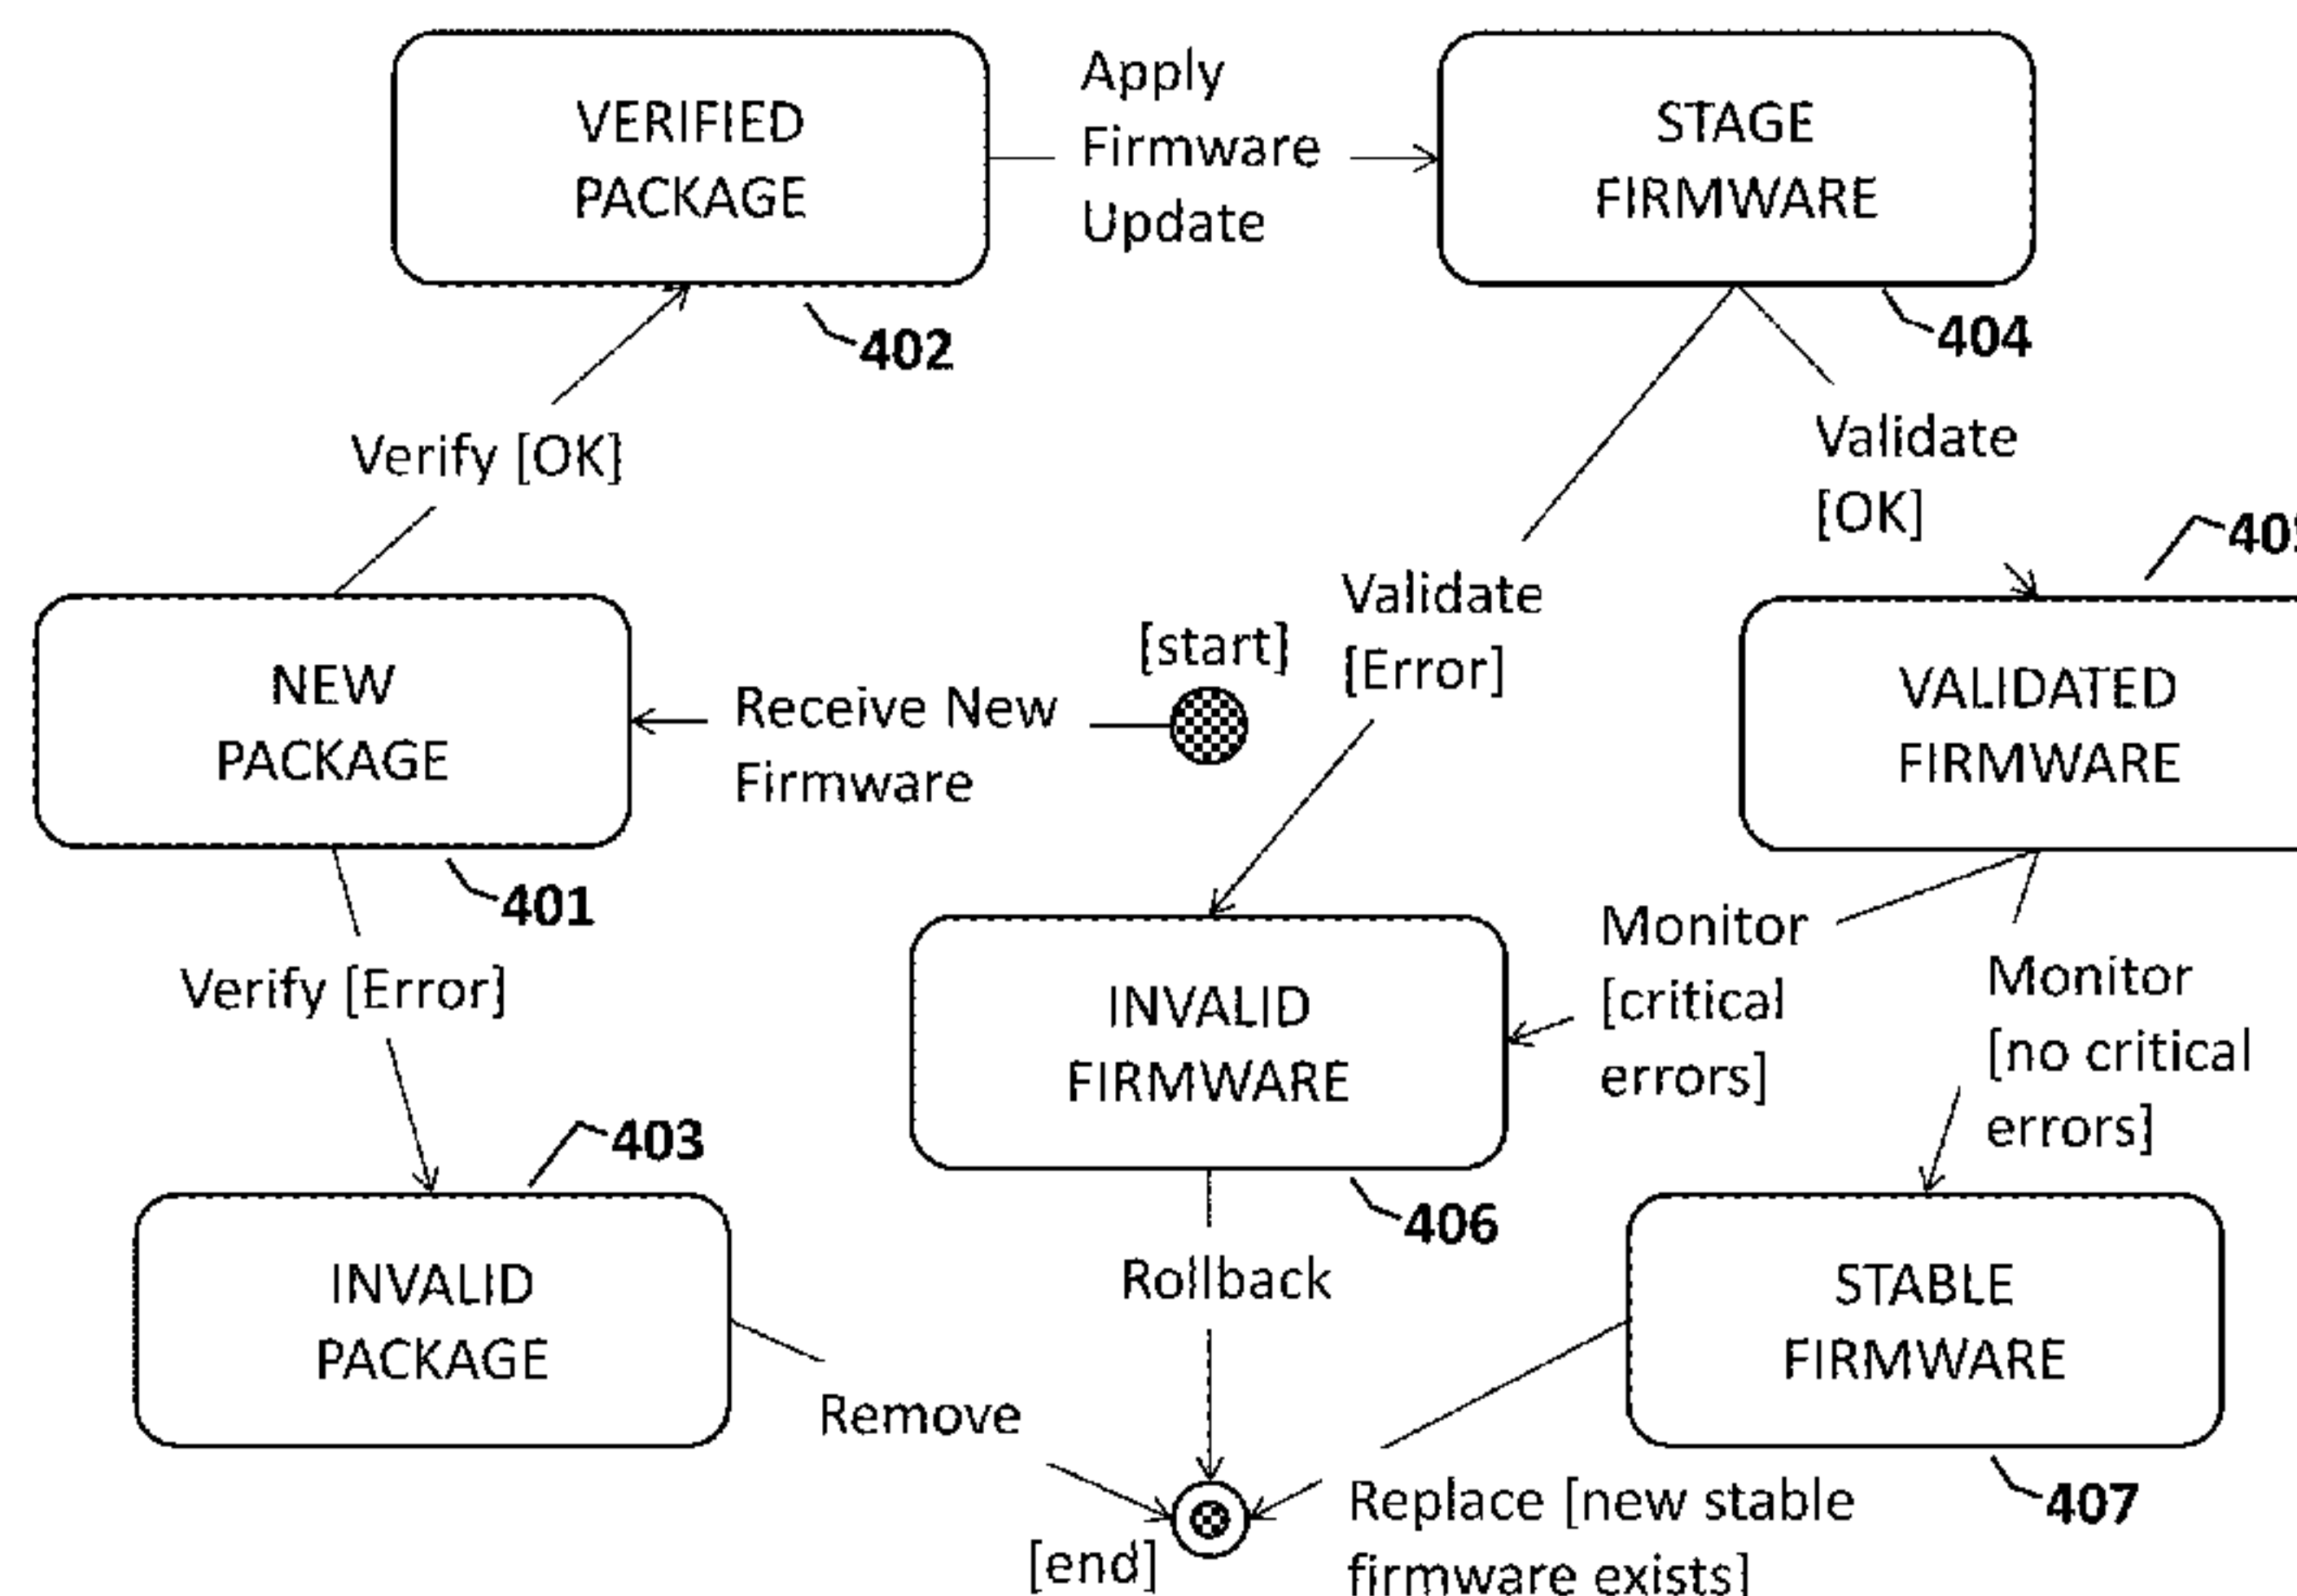 VERIFIED
PACKAGE
402
Apply
Firmware
Update
STAGE
FIRMWARE
404
Verify [OK]
Validate
[OK]
NEW
PACKAGE
401
Receive New
Firmware
[start]
Validate
[Error]
VALIDATED
FIRMWARE
Verify [Error]
INVALID
FIRMWARE
406
Monitor
[critical
errors]
Monitor
[no critical
errors]
403
INVALID
PACKAGE
Remove
Rollback
STABLE
FIRMWARE
407
Replace [new stable
firmware exists]
[end]